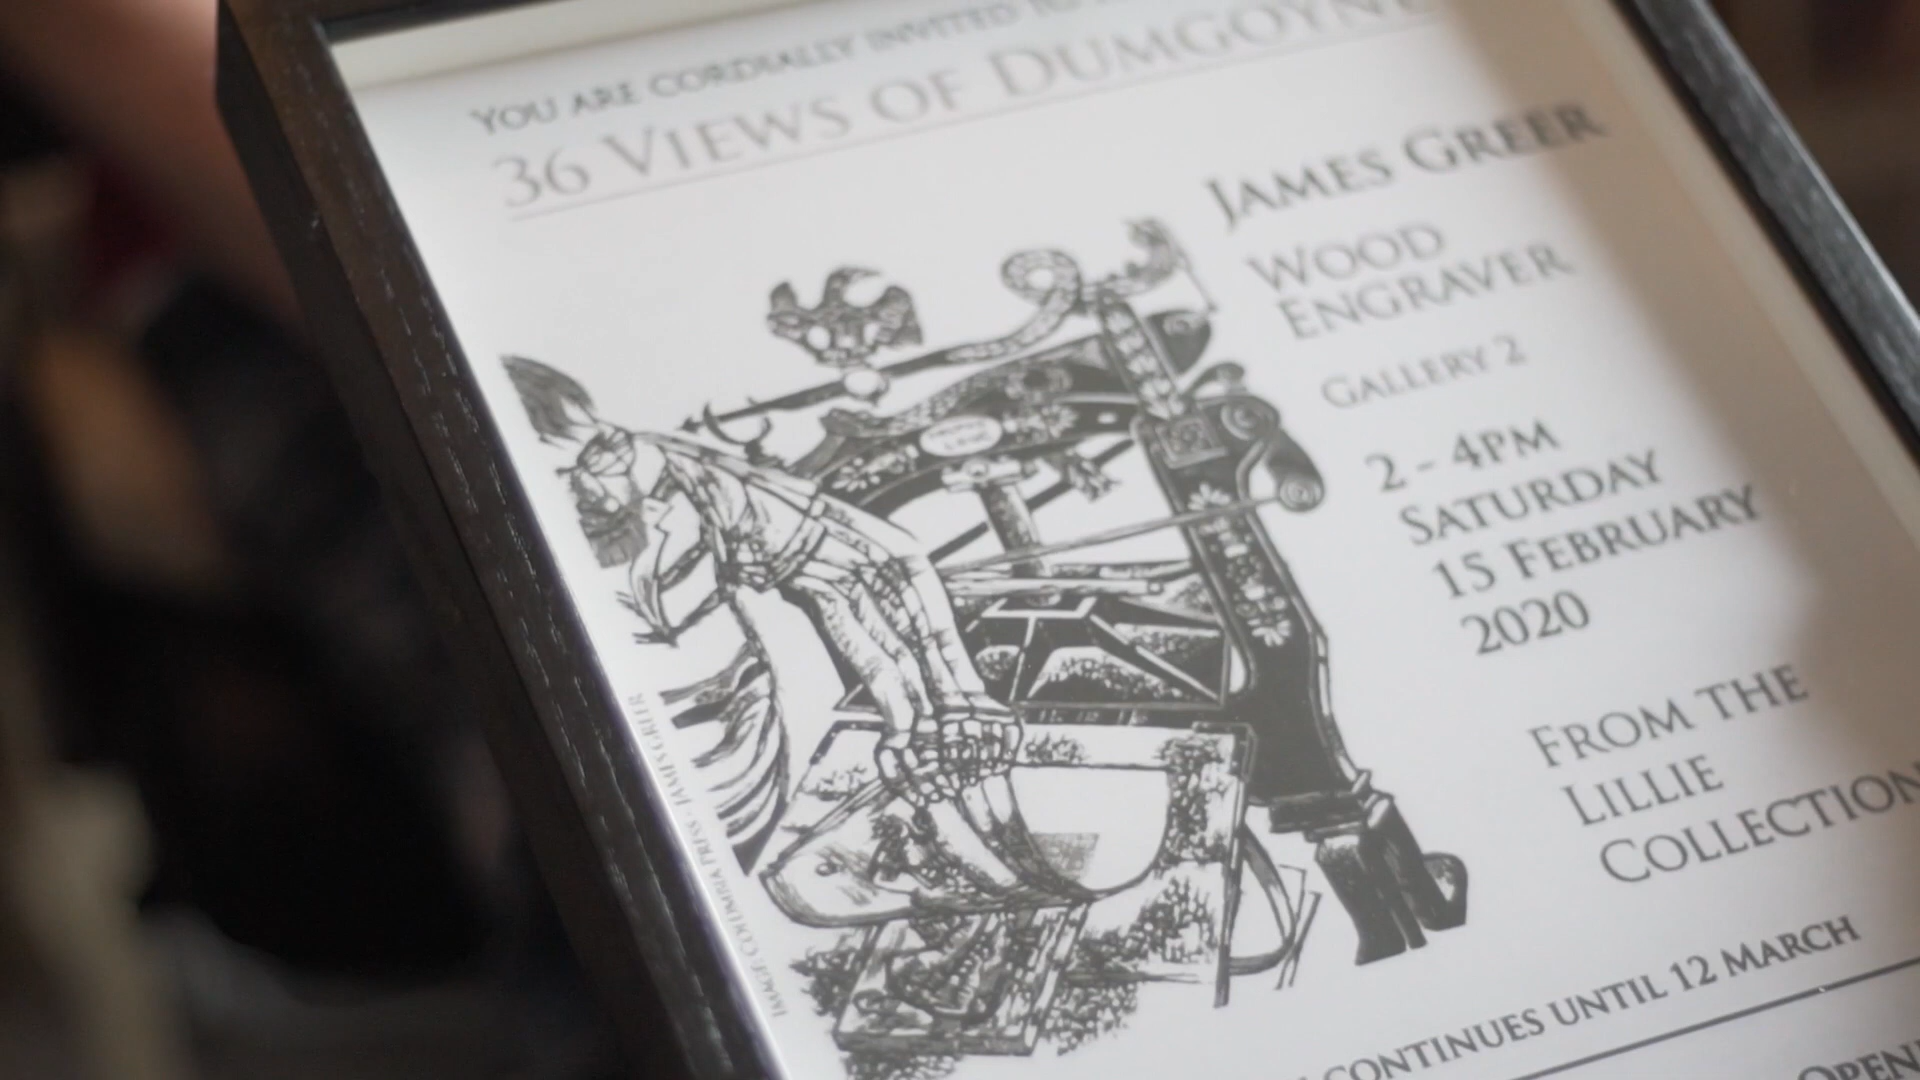 YOU ARE CORDIALLY INVITED TO
36 VIEWS OF DUMGOYNE
JAMES GREER
WOOD
ENGRAVER
GALLERY 2
2 - 4PM
SATURDAY
15 FEBRUARY
2020
FROM THE
LILLIE
COLLECTION
IMAGE: COLUMBIA PRESS - JAMES GREER
CONTINUES UNTIL 12 MARCH